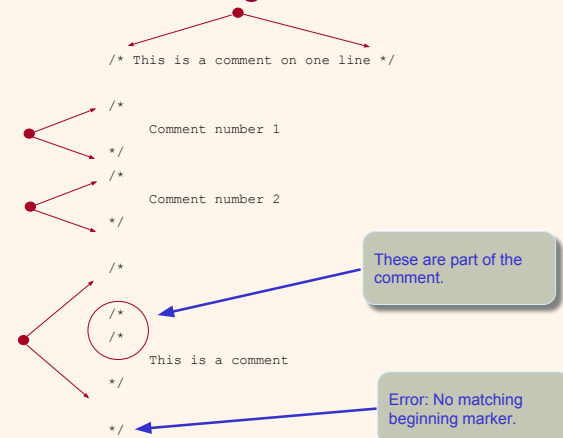 /* This is a comment on one line */
/*
Comment number 1
*/
/*
Comment number 2
*/
/*
These are part of the
comment.
/*
/*
This is a comment
*/
Error: No matching
beginning marker.
*/